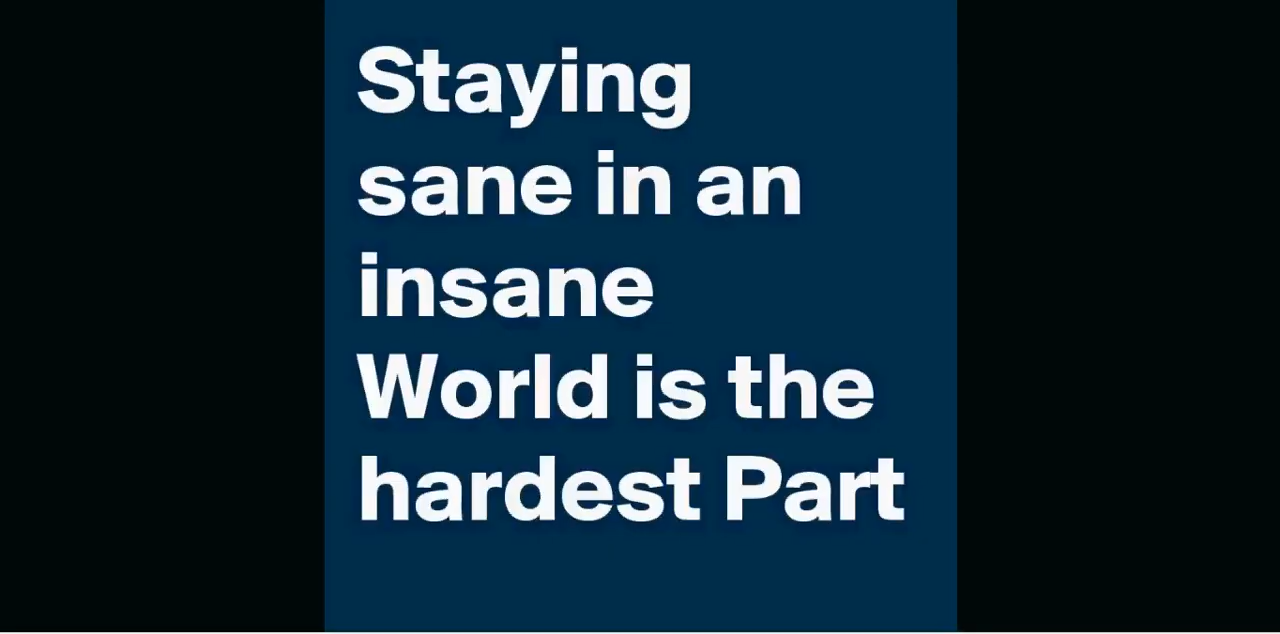 Staying
sane in an
insane
World is the
hardest Part